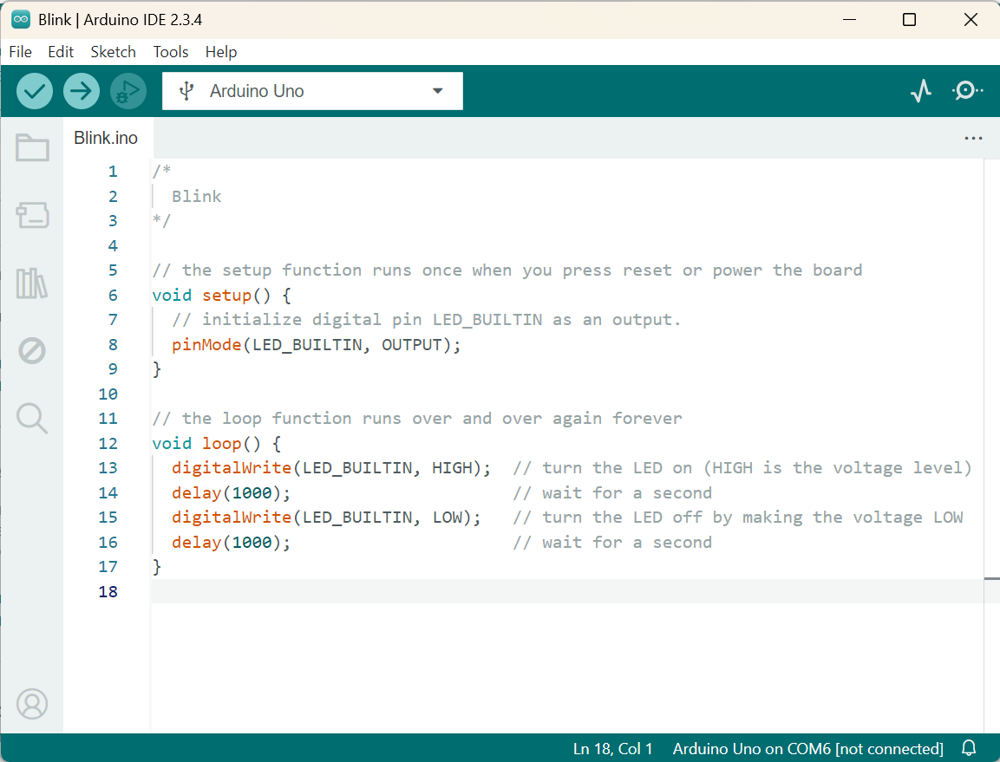 Blink | Arduino IDE 2.3.4
File Edit Sketch Tools Help
Arduino Uno
Blink.ino
1 /*
2   Blink
3 */
4
5 // the setup function runs once when you press reset or power the board
6 void setup() {
7   // initialize digital pin LED_BUILTIN as an output.
8   pinMode(LED_BUILTIN, OUTPUT);
9 }
10
11 // the loop function runs over and over again forever
12 void loop() {
13   digitalWrite(LED_BUILTIN, HIGH);  // turn the LED on (HIGH is the voltage level)
14   delay(1000);                      // wait for a second
15   digitalWrite(LED_BUILTIN, LOW);   // turn the LED off by making the voltage LOW
16   delay(1000);                      // wait for a second
17 }
18
Ln 18, Col 1 Arduino Uno on COM6 [not connected]